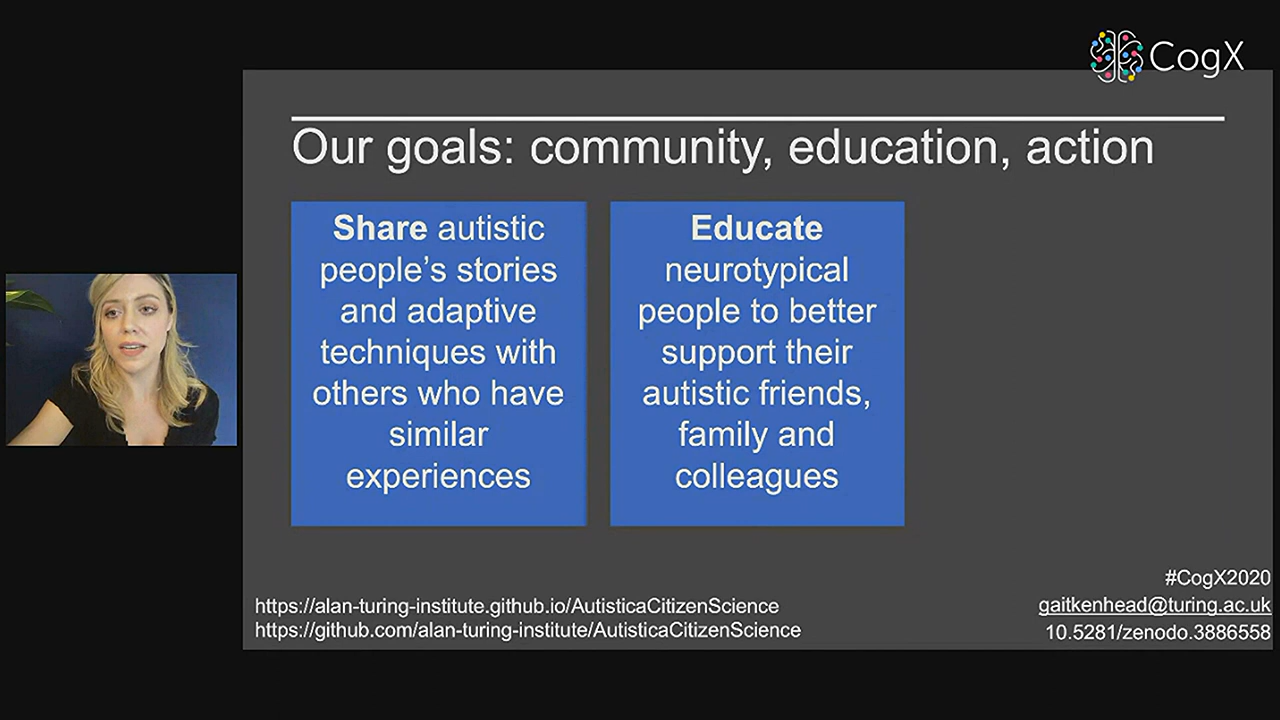 CogX
Our goals: community, education, action
Share autistic
people’s stories
and adaptive
techniques with
others who have
similar
experiences
Educate
neurotypical
people to better
support their
autistic friends,
family and
colleagues
#CogX2020
https://alan-turing-institute.github.io/AutisticaCitizenScience
gaitkenhead@turing.ac.uk
https://github.com/alan-turing-institute/AutisticaCitizenScience
10.5281/zenodo.3886558